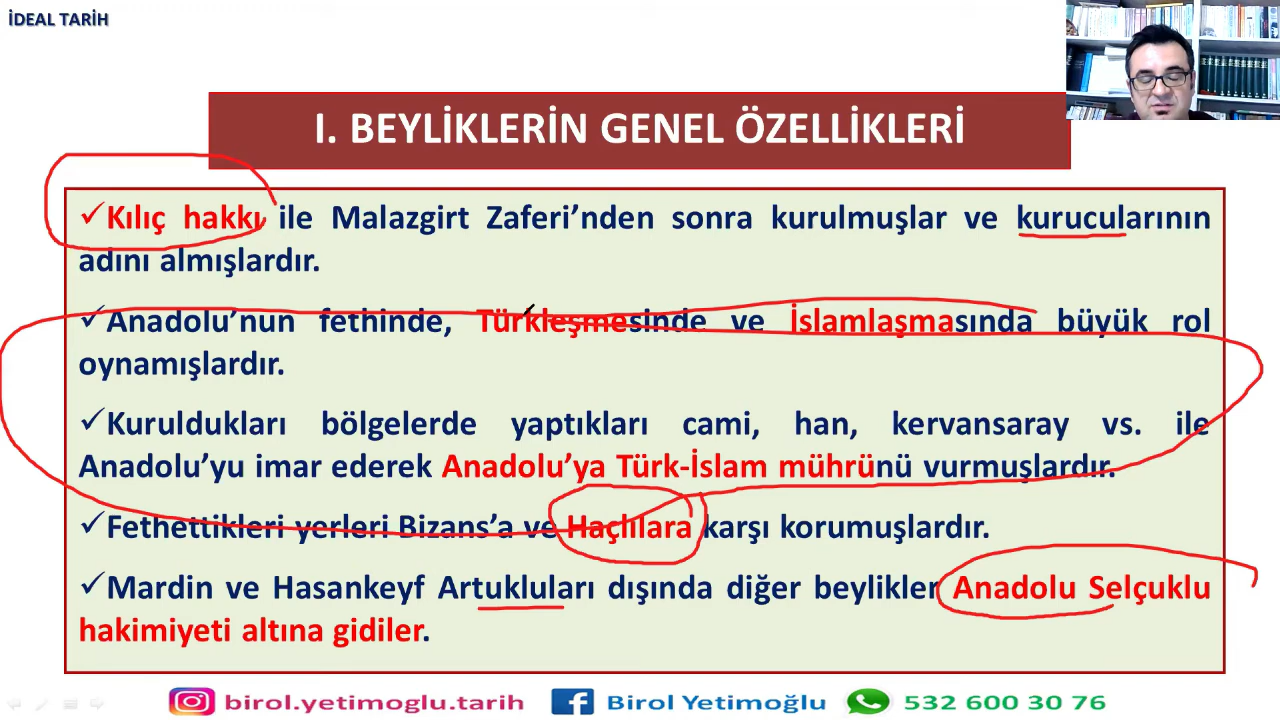 İDEAL TARİH
I. BEYLİKLERİN GENEL ÖZELLİKLERİ
✓Kılıç hakkı ile Malazgirt Zaferi’nden sonra kurulmuşlar ve kurucularının
adını almışlardır.
✓Anadolu’nun fethinde, Türkleşmesinde ve İslamlaşmasında büyük rol
oynamışlardır.
✓Kuruldukları bölgelerde yaptıkları cami, han, kervansaray vs. ile
Anadolu’yu imar ederek Anadolu’ya Türk-İslam mührünü vurmuşlardır.
✓Fethettikleri yerleri Bizans’a ve Haçlılara karşı korumuşlardır.
✓Mardin ve Hasankeyf Artukluları dışında diğer beylikler Anadolu Selçuklu
hakimiyeti altına gidiler.
birol.yetimoglu.tarih Birol Yetimoğlu 532 600 30 76